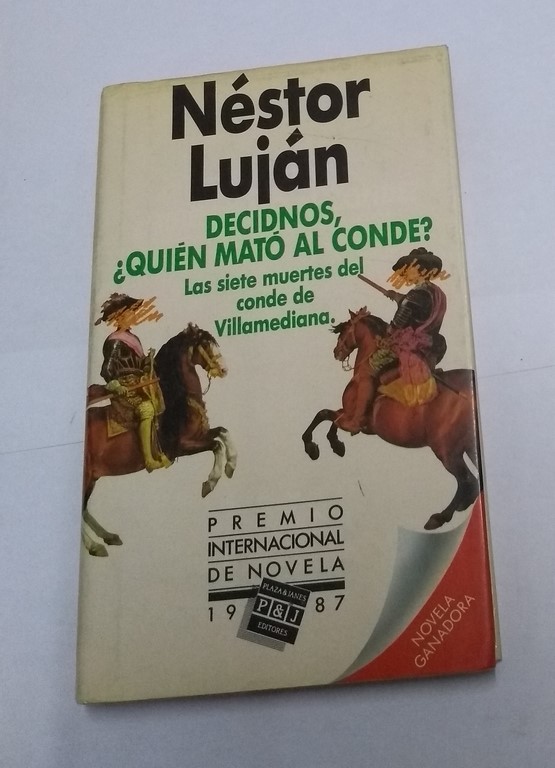 Néstor
Luján
DECIDNOS,
¿QUIÉN MATÓ AL CONDE?
Las siete muertes del
conde de
Villamediana.
PREMIO
INTERNACIONAL
DE NOVELA
19 87
PLAZA & JANES
P&J
EDITORES
NOVELA
GANADORA